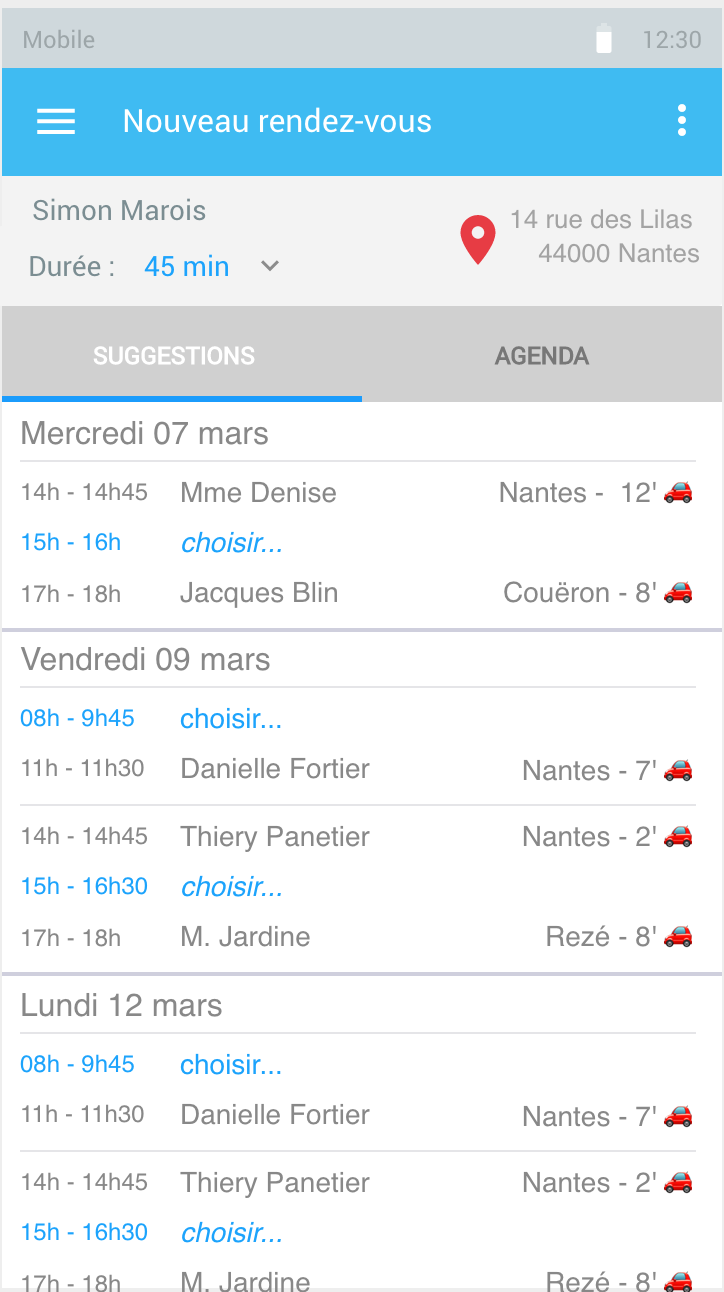 Mobile 12:30
Nouveau rendez-vous
Simon Marois
14 rue des Lilas
Durée : 45 min
44000 Nantes
SUGGESTIONS AGENDA
Mercredi 07 mars
14h - 14h45 Mme Denise Nantes - 12'
15h - 16h choisir...
17h - 18h Jacques Blin Couëron - 8'
Vendredi 09 mars
08h - 9h45 choisir...
11h - 11h30 Danielle Fortier Nantes - 7'
14h - 14h45 Thiery Panetier Nantes - 2'
15h - 16h30 choisir...
17h - 18h M. Jardine Rezé - 8'
Lundi 12 mars
08h - 9h45 choisir...
11h - 11h30 Danielle Fortier Nantes - 7'
14h - 14h45 Thiery Panetier Nantes - 2'
15h - 16h30 choisir...
17h - 18h M. Jardine Rezé - 8'